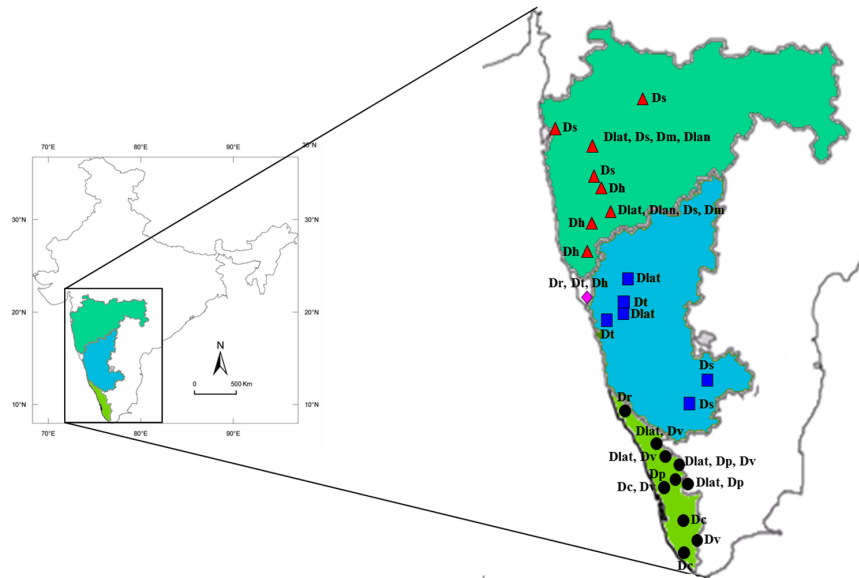 70°E
80°E
90°E
30°N
30°N
20°N
20°N
10°N
10°N
70°E
80°E
90°E
N
0
500 Km
Ds
Ds
Dlat, Ds, Dm, Dlan
Ds
Dh
Dlat, Dlan, Ds, Dm
Dh
Dh
Dr, Dt, Dh
Dlat
Dt
Dlat
Dt
Ds
Ds
Dr
Dlat, Dv
Dlat, Dv
Dlat, Dp, Dv
Dp
Dlat, Dp
Dc, Dv
Dc
Dv
Dc